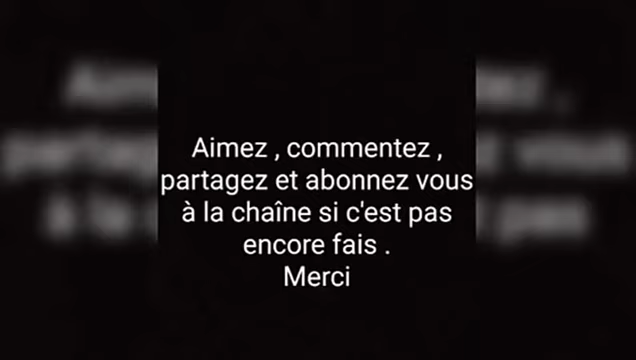 Aimez , commentez ,
partagez et abonnez vous
à la chaîne si c'est pas
encore fais .
Merci